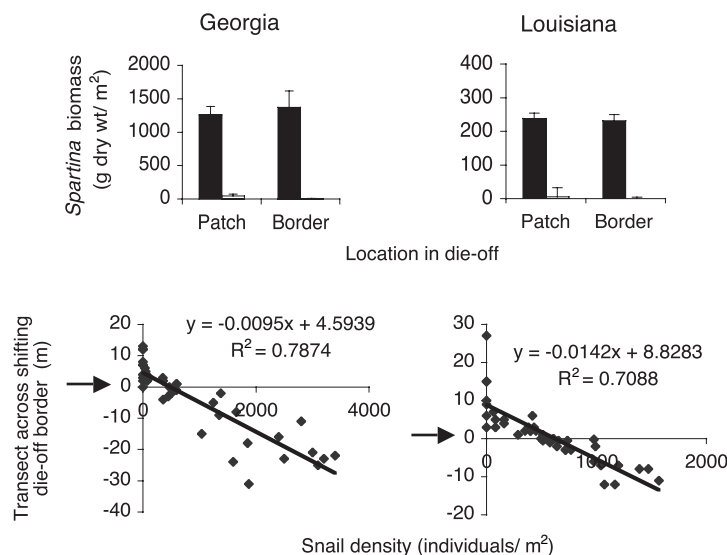 Georgia
Louisiana
Spartina biomass
(g dry wt/ m²)
2000
1500
1000
500
0
Patch
Border
400
300
200
100
0
Patch
Border
Location in die-off
Transect across shifting
die-off border (m)
20
10
0
-10
-20
-30
-40
0
2000
4000
y = -0.0095x + 4.5939
R² = 0.7874
30
20
10
0
-10
-20
0
1000
2000
y = -0.0142x + 8.8283
R² = 0.7088
Snail density (individuals/ m²)